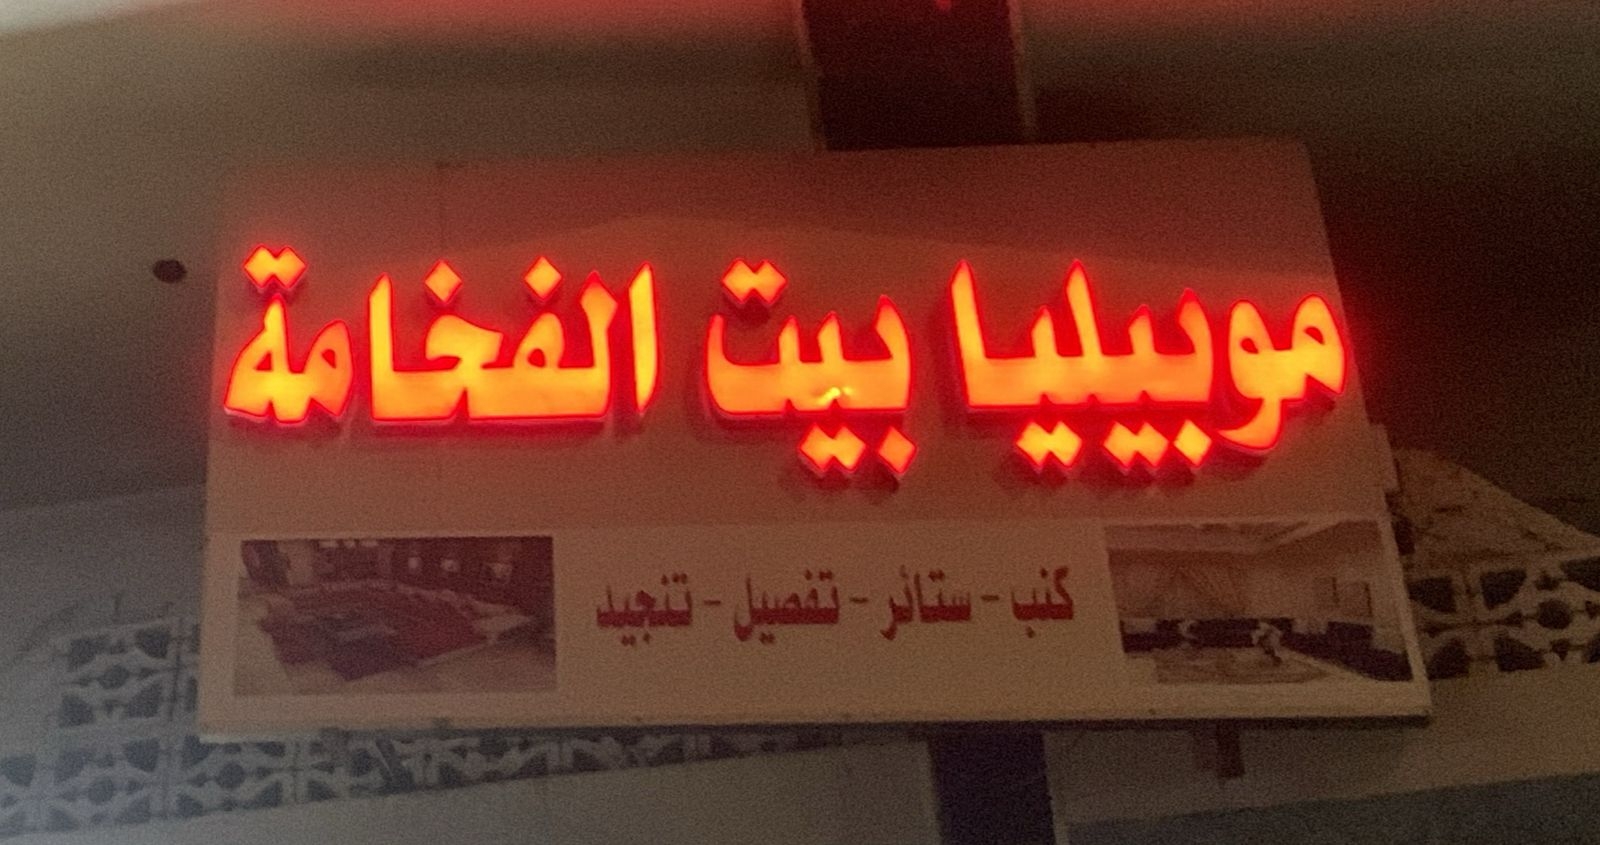 موبيليا بيت الفخامة
كنب - ستائر - تفصيل - تنجيد